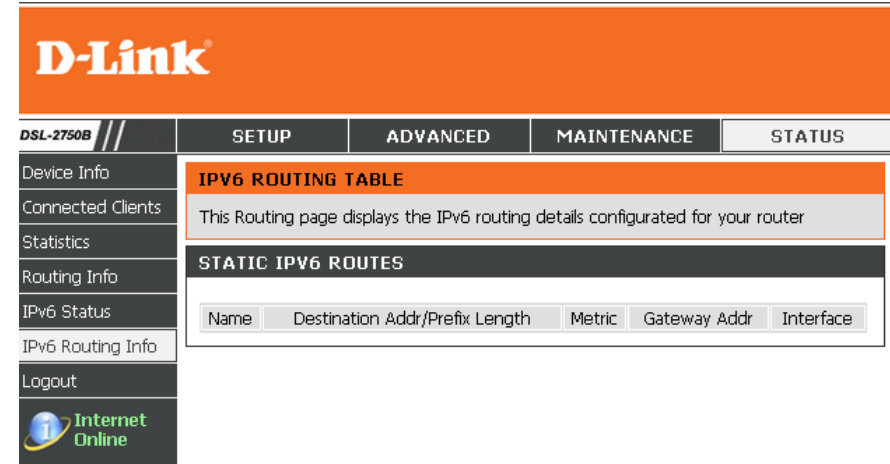 D-Link®
DSL-2750B
SETUP ADVANCED MAINTENANCE STATUS
Device Info
Connected Clients
Statistics
Routing Info
IPv6 Status
IPv6 Routing Info
Logout
Internet
Online
IPV6 ROUTING TABLE
This Routing page displays the IPv6 routing details configurated for your router
STATIC IPV6 ROUTES
Name Destination Addr/Prefix Length Metric Gateway Addr Interface